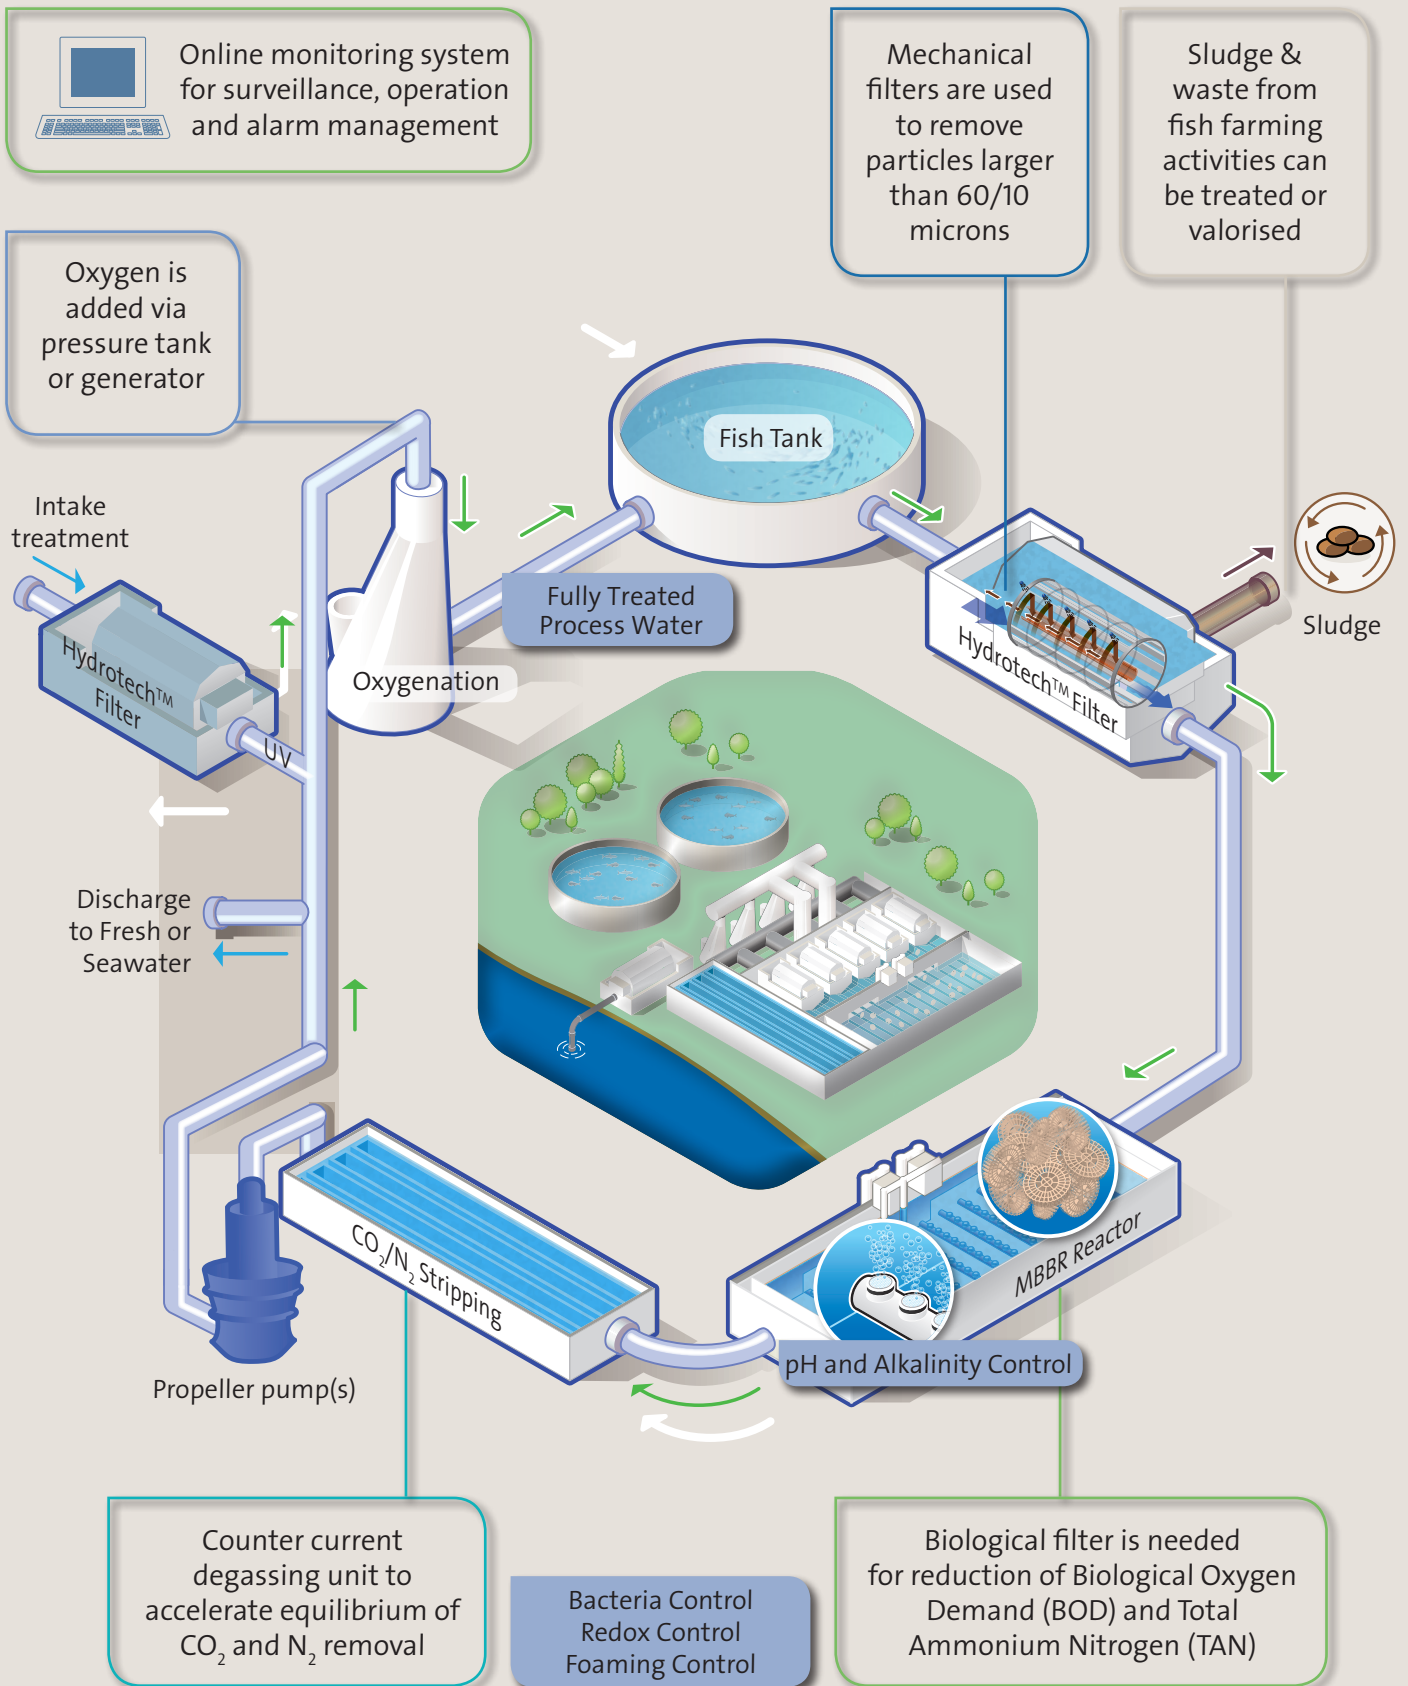 Online monitoring system
for surveillance, operation
and alarm management
Mechanical
filters are used
to remove
particles larger
than 60/10
microns
Sludge &
waste from
fish farming
activities can
be treated or
valorised
Oxygen is
added via
pressure tank
or generator
Fish Tank
Intake
treatment
Hydrotech™
Filter
UV
Oxygenation
Fully Treated
Process Water
Hydrotech™ Filter
Sludge
Discharge
to Fresh or
Seawater
CO₂/N₂ Stripping
MBBR Reactor
pH and Alkalinity Control
Propeller pump(s)
Counter current
degassing unit to
accelerate equilibrium of
CO₂ and N₂ removal
Bacteria Control
Redox Control
Foaming Control
Biological filter is needed
for reduction of Biological Oxygen
Demand (BOD) and Total
Ammonium Nitrogen (TAN)